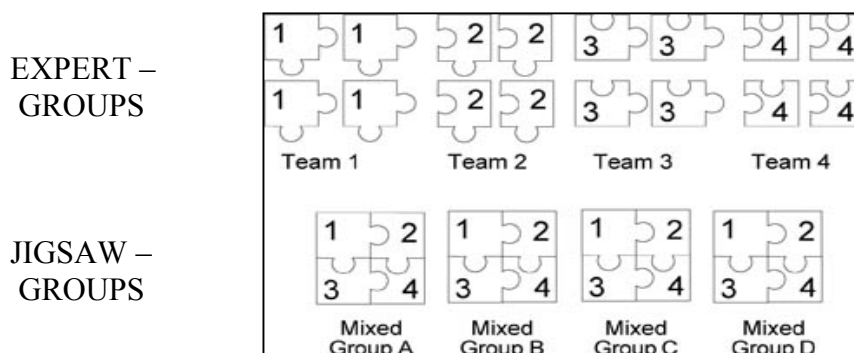 EXPERT –
GROUPS
1 1 2 2 3 3 4 4
1 1 2 2 3 3 4 4
Team 1 Team 2 Team 3 Team 4
JIGSAW –
GROUPS
1 2 1 2 1 2 1 2
3 4 3 4 3 4 3 4
Mixed Mixed Mixed Mixed
Group A Group B Group C Group D